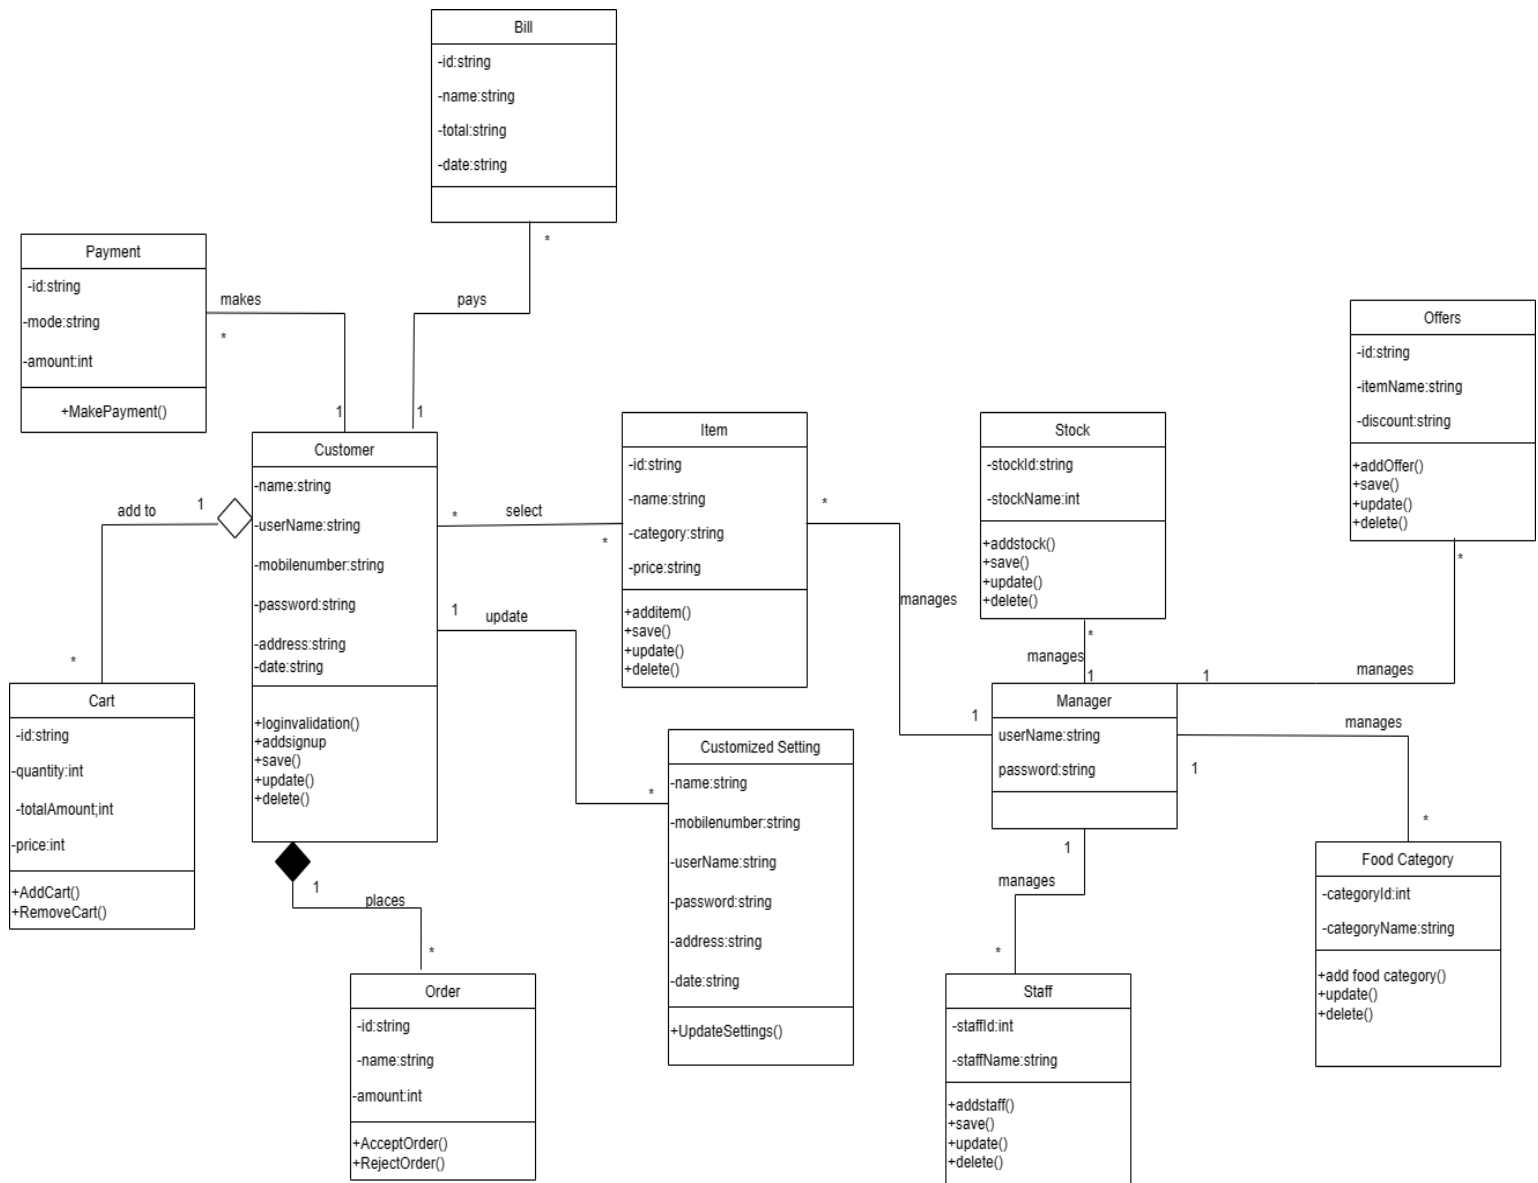 Bill
-id:string
-name:string
-total:string
-date:string
*
pays
1
Payment
-id:string
-mode:string
-amount:int
+MakePayment()
makes
*
1
Customer
-name:string
-userName:string
-mobilenumber:string
-password:string
-address:string
-date:string
+loginvalidation()
+addsignup
+save()
+update()
+delete()
add to
1
*
Cart
-id:string
-quantity:int
-totalAmount;int
-price:int
+AddCart()
+RemoveCart()
1
places
*
Order
-id:string
-name:string
-amount:int
+AcceptOrder()
+RejectOrder()
*
select
*
1
update
*
Item
-id:string
-name:string
-category:string
-price:string
+additem()
+save()
+update()
+delete()
Customized Setting
-name:string
-mobilenumber:string
-userName:string
-password:string
-address:string
-date:string
+UpdateSettings()
*
manages
1
Stock
-stockId:string
-stockName:int
+addstock()
+save()
+update()
+delete()
*
manages
1
Manager
userName:string
password:string
Offers
-id:string
-itemName:string
-discount:string
+addOffer()
+save()
+update()
+delete()
*
manages
1
manages
1
*
Food Category
-categoryId:int
-categoryName:string
+add food category()
+update()
+delete()
1
manages
*
Staff
-staffId:int
-staffName:string
+addstaff()
+save()
+update()
+delete()